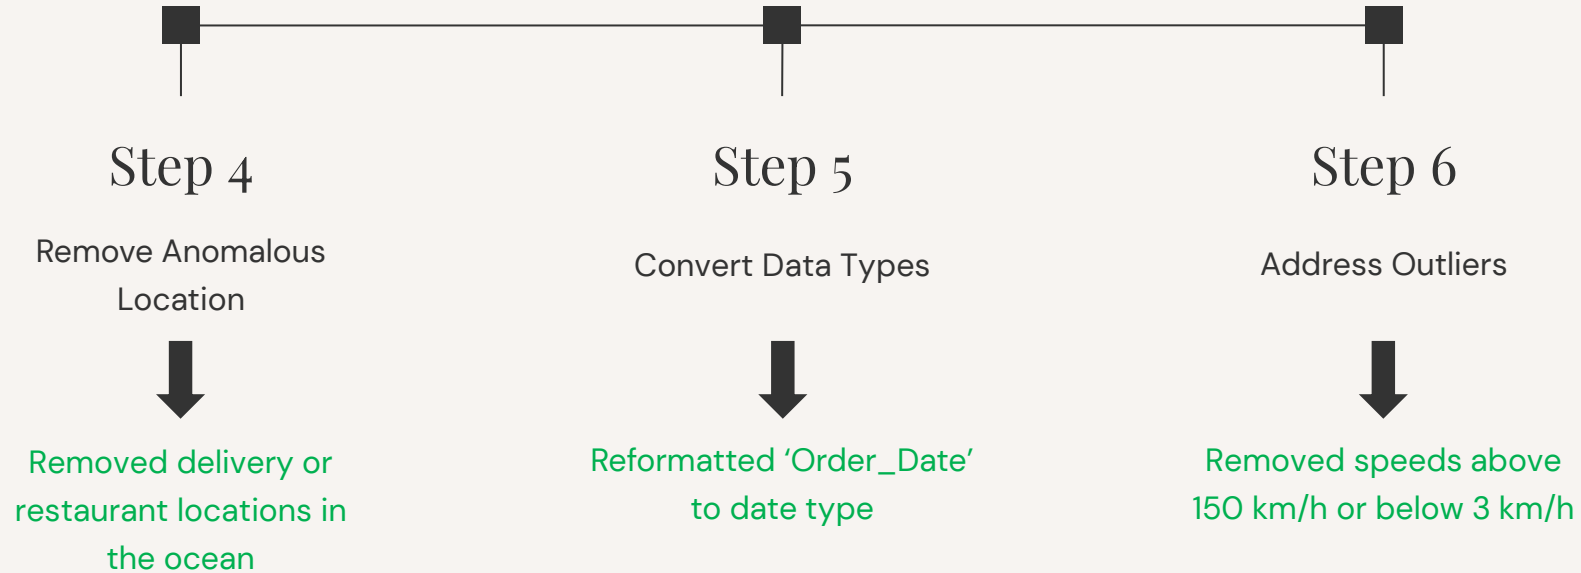 Step 4
Remove Anomalous
Location
Removed delivery or
restaurant locations in
the ocean
Step 5
Convert Data Types
Reformatted ‘Order_Date’
to date type
Step 6
Address Outliers
Removed speeds above
150 km/h or below 3 km/h